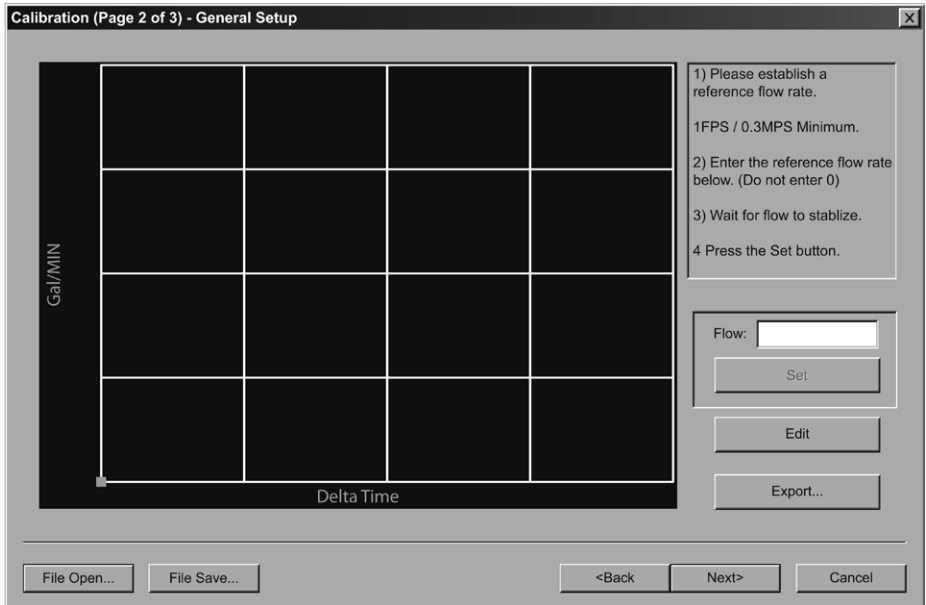 Calibration (Page 2 of 3) - General Setup
X
Gal/MIN
Delta Time
1) Please establish a
reference flow rate.
1FPS / 0.3MPS Minimum.
2) Enter the reference flow rate
below. (Do not enter 0)
3) Wait for flow to stablize.
4 Press the Set button.
Flow:
Set
Edit
Export...
File Open...
File Save...
<Back
Next>
Cancel